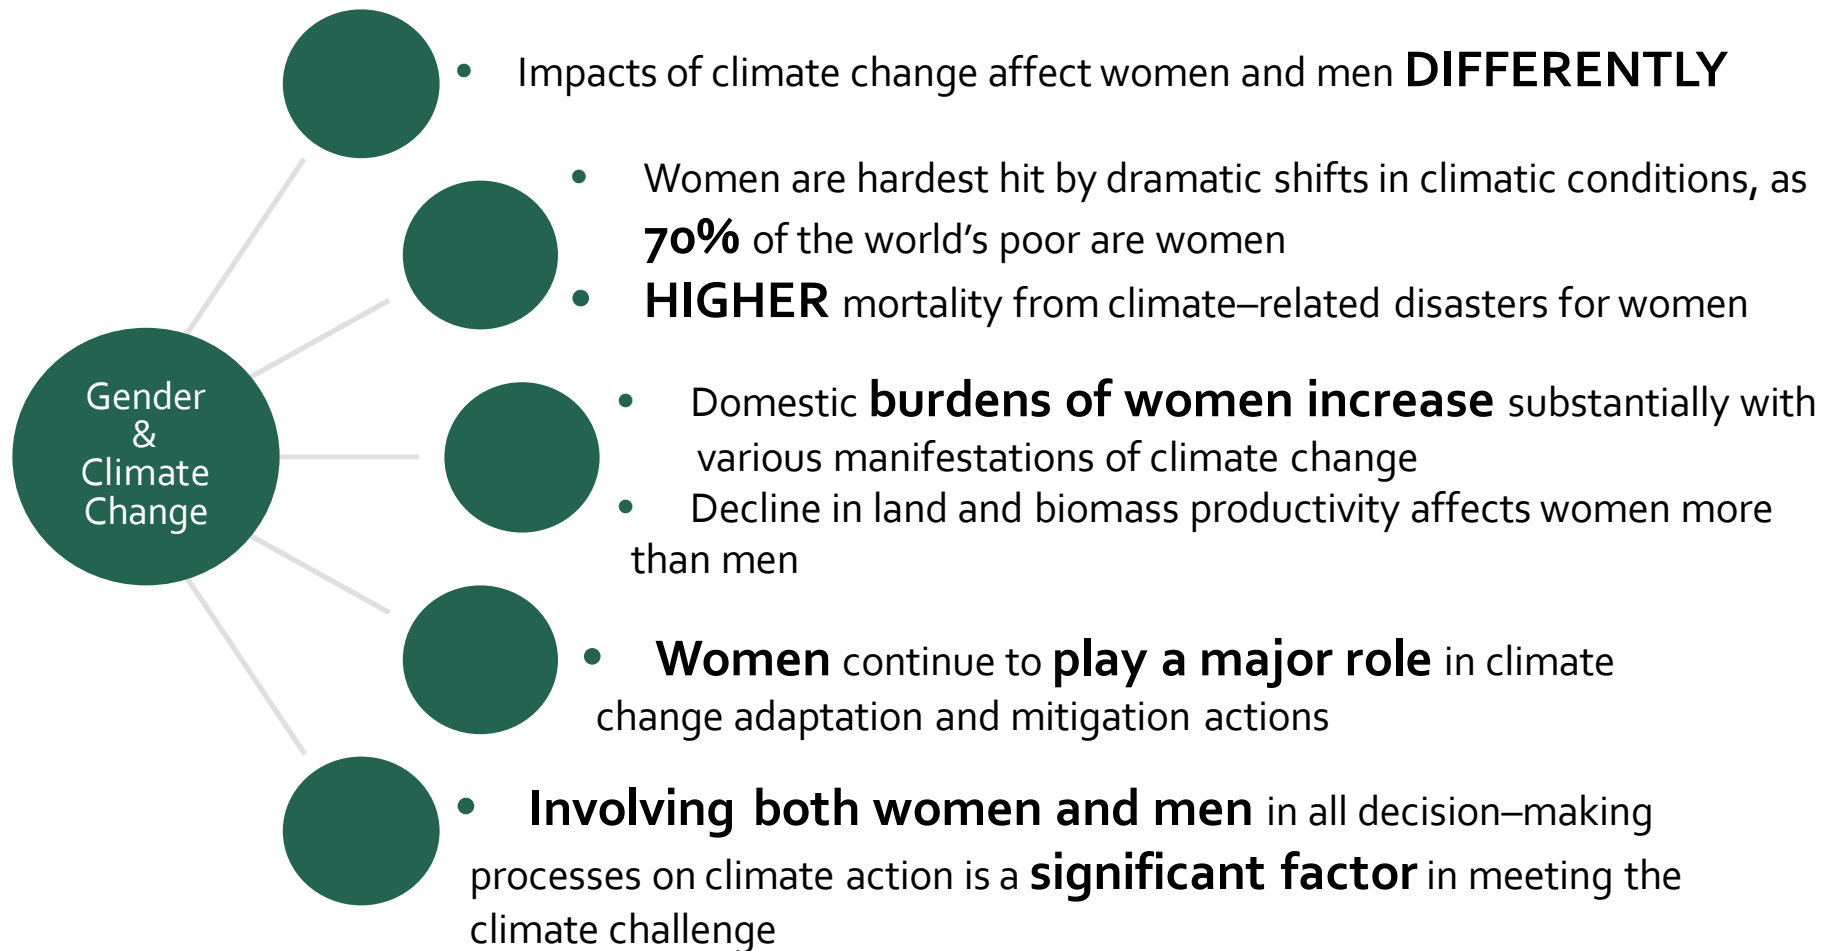 Gender
&
Climate
Change
• Impacts of climate change affect women and men DIFFERENTLY
• Women are hardest hit by dramatic shifts in climatic conditions, as
70% of the world’s poor are women
• HIGHER mortality from climate–related disasters for women
• Domestic burdens of women increase substantially with
various manifestations of climate change
• Decline in land and biomass productivity affects women more
than men
• Women continue to play a major role in climate
change adaptation and mitigation actions
• Involving both women and men in all decision–making
processes on climate action is a significant factor in meeting the
climate challenge